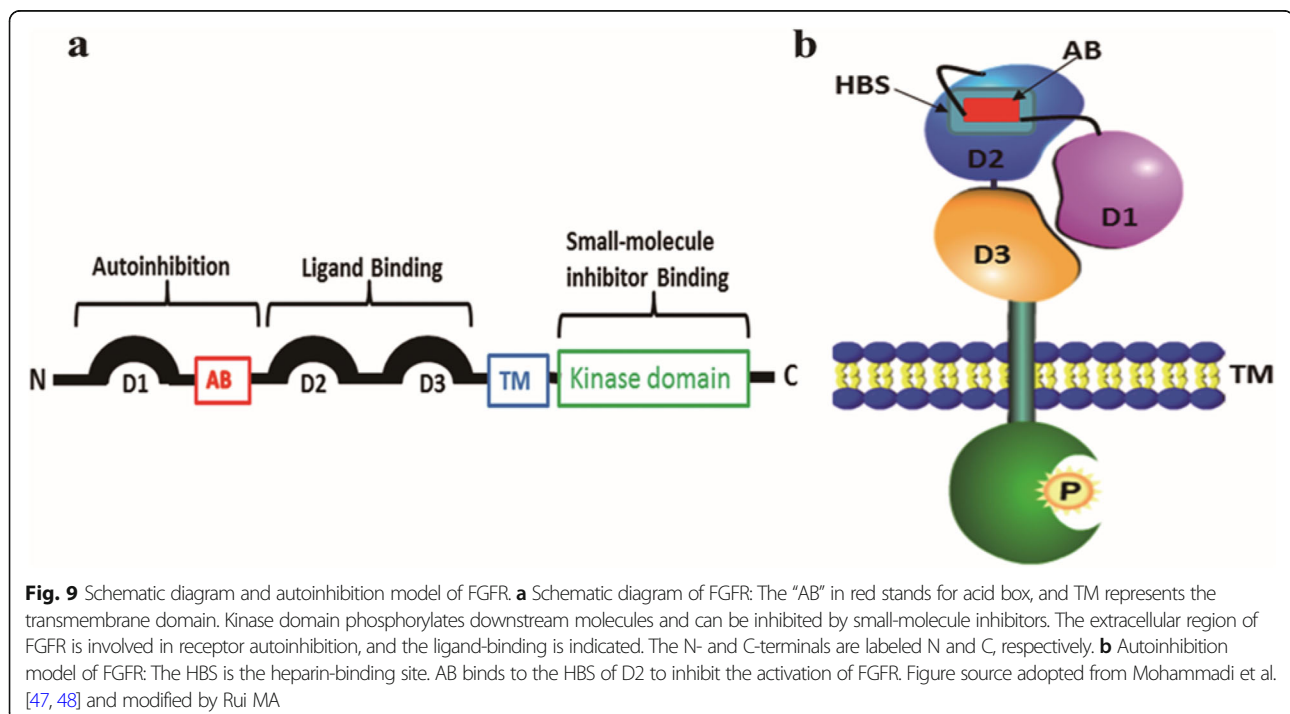 a
Autoinhibition
Ligand Binding
Small-molecule
inhibitor Binding
N
D1
AB
D2
D3
TM
Kinase domain
C
b
AB
HBS
D2
D1
D3
TM
P
Fig. 9 Schematic diagram and autoinhibition model of FGFR. a Schematic diagram of FGFR: The “AB” in red stands for acid box, and TM represents the
transmembrane domain. Kinase domain phosphorylates downstream molecules and can be inhibited by small-molecule inhibitors. The extracellular region of
FGFR is involved in receptor autoinhibition, and the ligand-binding is indicated. The N- and C-terminals are labeled N and C, respectively. b Autoinhibition
model of FGFR: The HBS is the heparin-binding site. AB binds to the HBS of D2 to inhibit the activation of FGFR. Figure source adopted from Mohammadi et al.
[47, 48] and modified by Rui MA